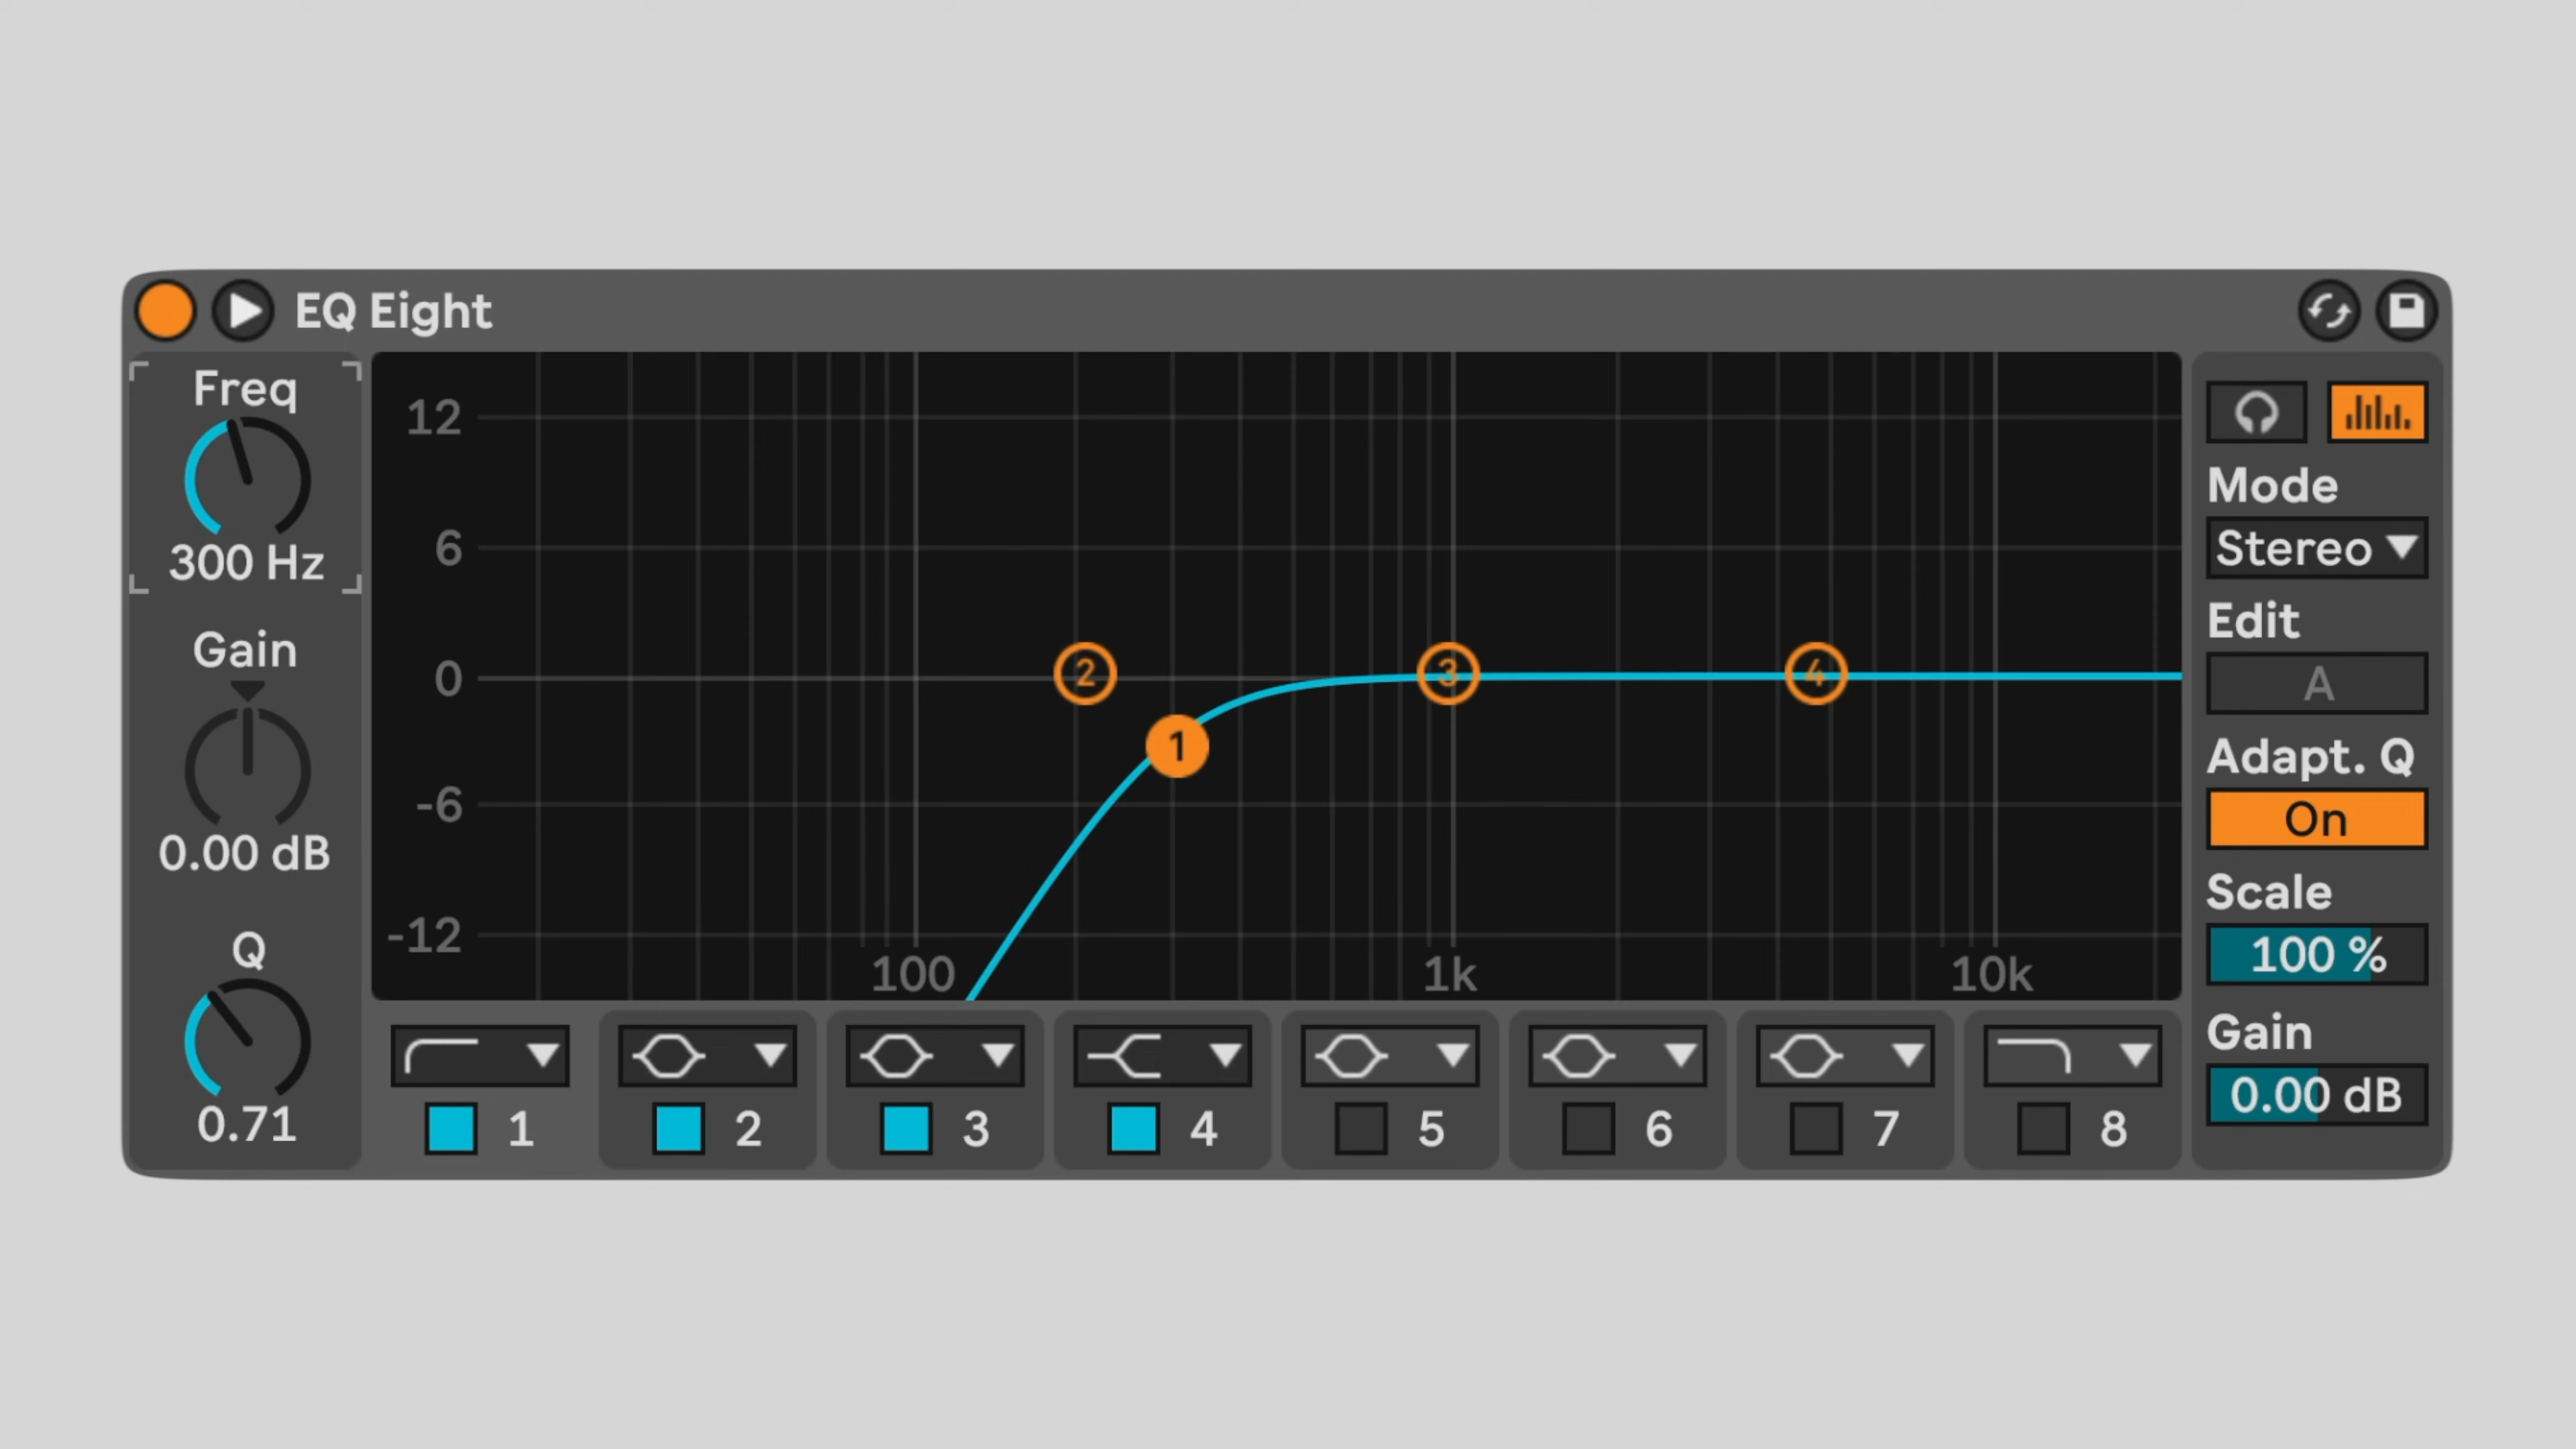 EQ Eight
Freq
300 Hz
Gain
0.00 dB
Q
0.71
12
6
0
-6
-12
100
1k
10k
2
3
4
1
1
2
3
4
5
6
7
8
Mode
Stereo
Edit
A
Adapt. Q
On
Scale
100 %
Gain
0.00 dB